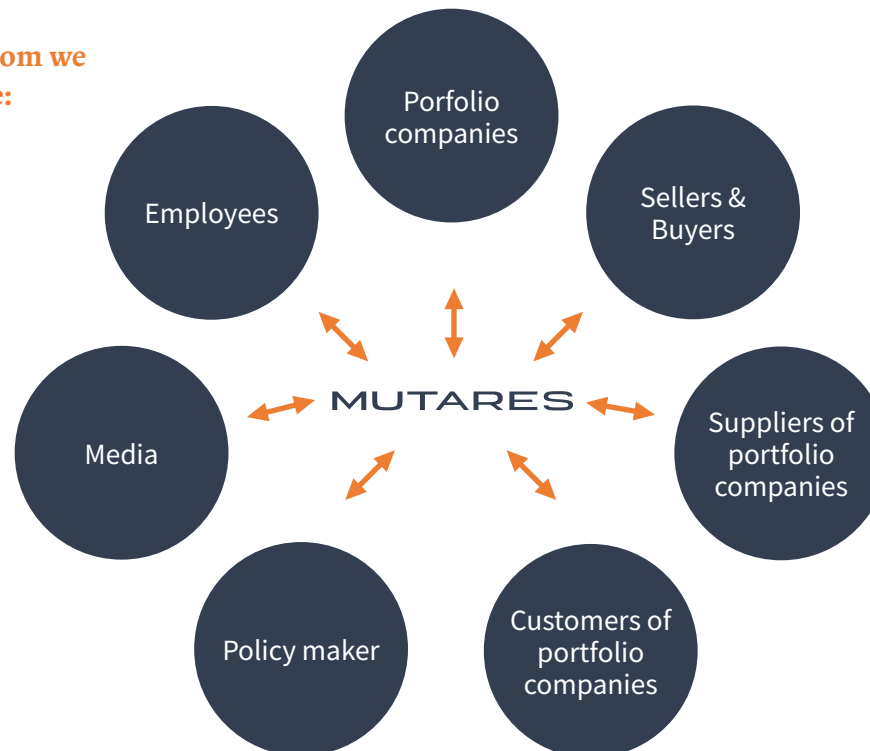 om we
e:
Porfolio
companies
Employees
Sellers &
Buyers
MUTARES
Media
Suppliers of
portfolio
companies
Policy maker
Customers of
portfolio
companies